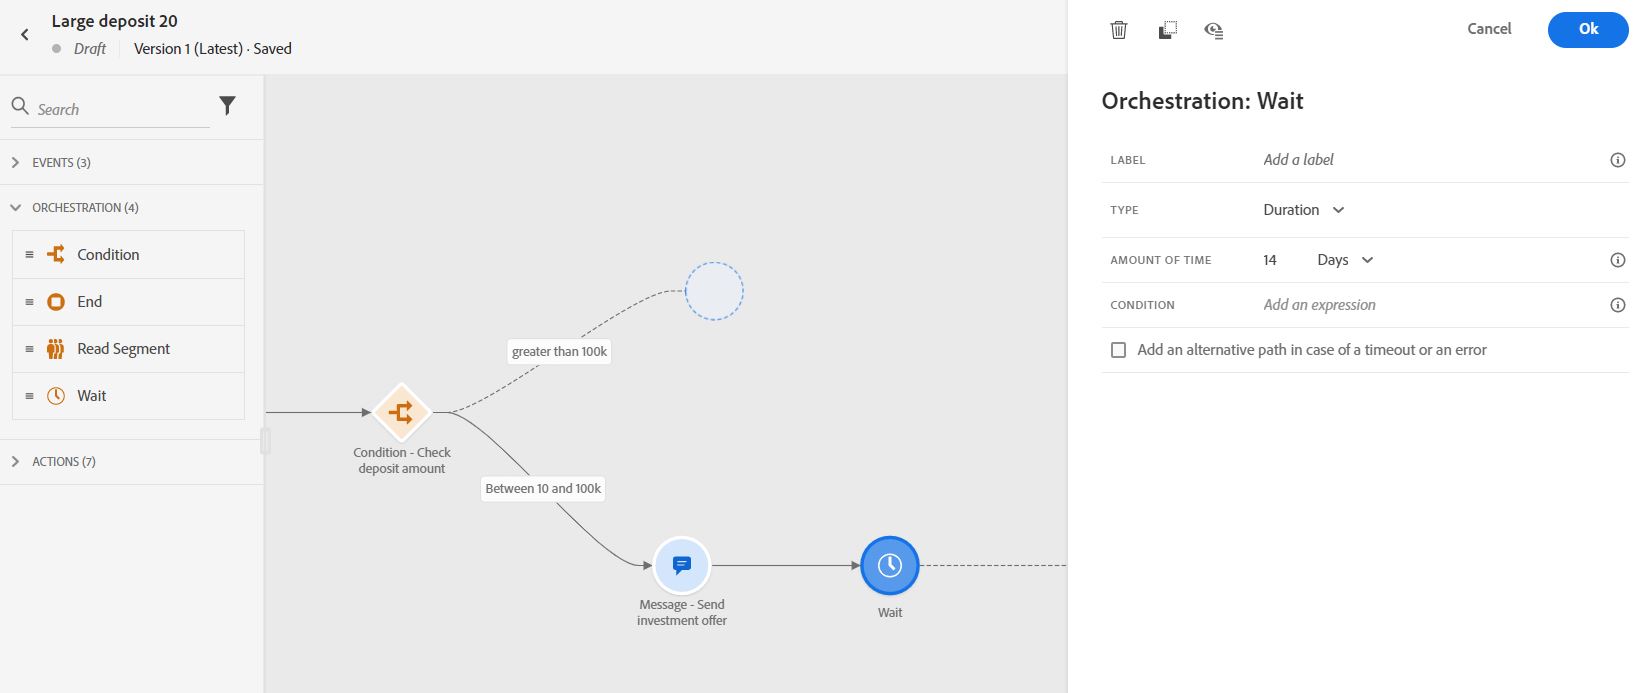 Large deposit 20
Draft
Version 1 (Latest) · Saved
Search
EVENTS (3)
ORCHESTRATION (4)
Condition
End
Read Segment
Wait
ACTIONS (7)
greater than 100k
Condition - Check
deposit amount
Between 10 and 100k
Message - Send
investment offer
Wait
Cancel
Ok
Orchestration: Wait
LABEL
Add a label
TYPE
Duration
AMOUNT OF TIME
14 Days
CONDITION
Add an expression
Add an alternative path in case of a timeout or an error